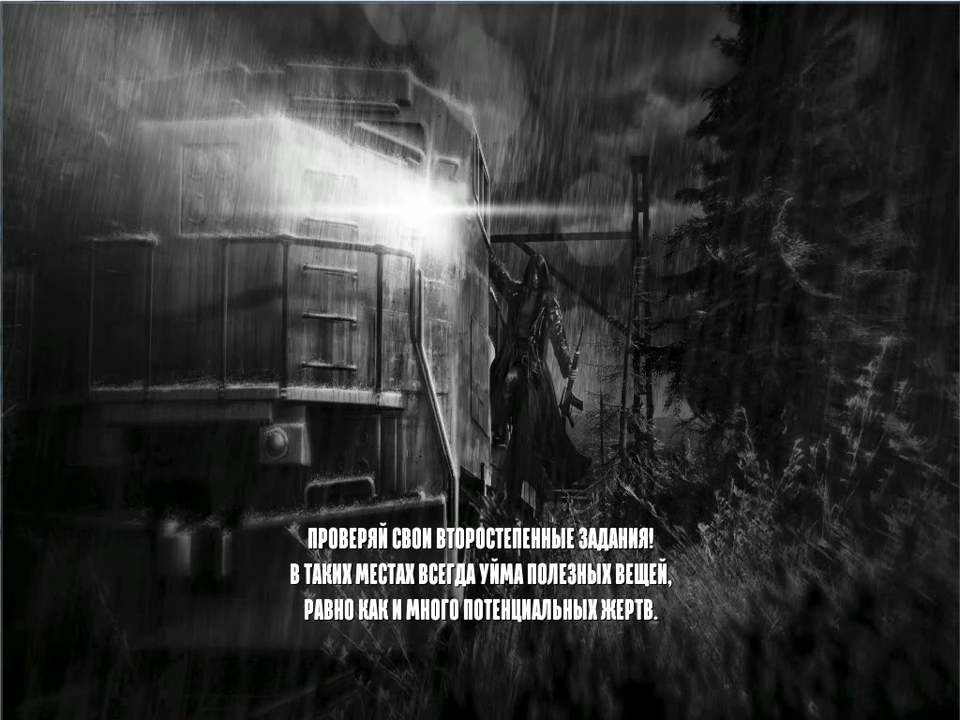 ПРОВЕРЯЙ СВОИ ВТОРОСТЕПЕННЫЕ ЗАДАНИЯ!
В ТАКИХ МЕСТАХ ВСЕГДА УЙМА ПОЛЕЗНЫХ ВЕЩЕЙ,
РАВНО КАК И МНОГО ПОТЕНЦИАЛЬНЫХ ЖЕРТВ.